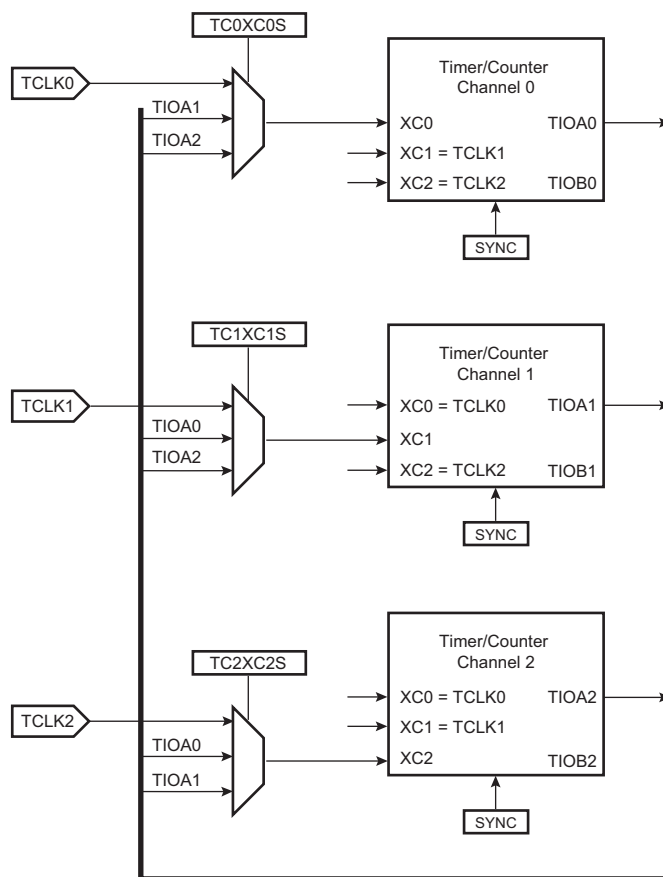 TC0XC0S
TCLK0
TIOA1
TIOA2
Timer/Counter
Channel 0
XC0
TIOA0
XC1 = TCLK1
XC2 = TCLK2
TIOB0
SYNC
TC1XC1S
TCLK1
TIOA0
TIOA2
Timer/Counter
Channel 1
XC0 = TCLK0
TIOA1
XC1
XC2 = TCLK2
TIOB1
SYNC
TC2XC2S
TCLK2
TIOA0
TIOA1
Timer/Counter
Channel 2
XC0 = TCLK0
TIOA2
XC1 = TCLK1
XC2
TIOB2
SYNC